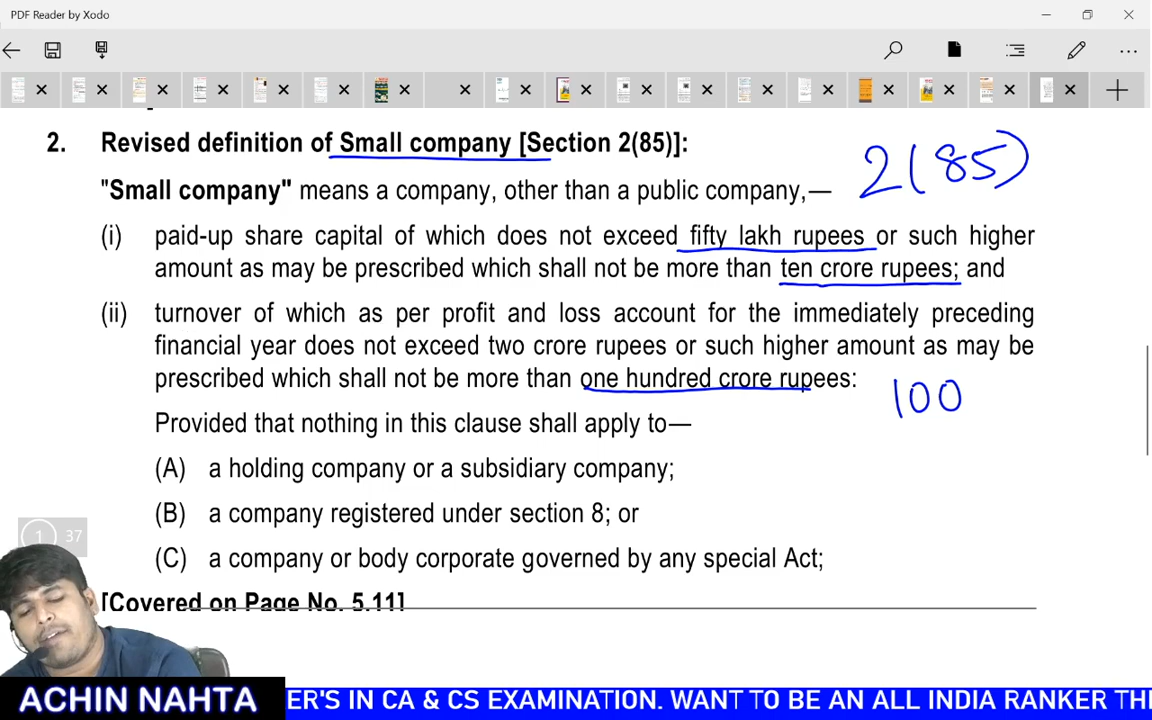 PDF Reader by Xodo
2. Revised definition of Small company [Section 2(85)]:
2(85)
"Small company" means a company, other than a public company,—
(i) paid-up share capital of which does not exceed fifty lakh rupees or such higher
amount as may be prescribed which shall not be more than ten crore rupees; and
(ii) turnover of which as per profit and loss account for the immediately preceding
financial year does not exceed two crore rupees or such higher amount as may be
prescribed which shall not be more than one hundred crore rupees:
100
Provided that nothing in this clause shall apply to—
(A) a holding company or a subsidiary company;
(B) a company registered under section 8; or
1 37
(C) a company or body corporate governed by any special Act;
[Covered on Page No. 5.11]
ACHIN NAHTA
ER'S IN CA & CS EXAMINATION. WANT TO BE AN ALL INDIA RANKER TH